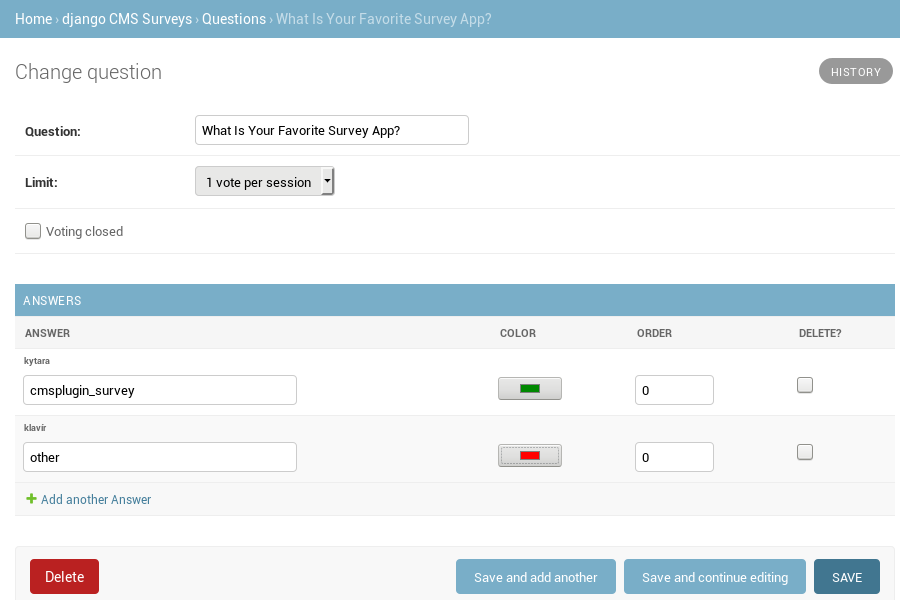 Home › django CMS Surveys › Questions › What Is Your Favorite Survey App?
Change question
HISTORY
Question:
What Is Your Favorite Survey App?
Limit:
1 vote per session
Voting closed
ANSWERS
ANSWER COLOR ORDER DELETE?
kytara
cmsplugin_survey 0
klavír
other 0
Add another Answer
Delete Save and add another Save and continue editing SAVE